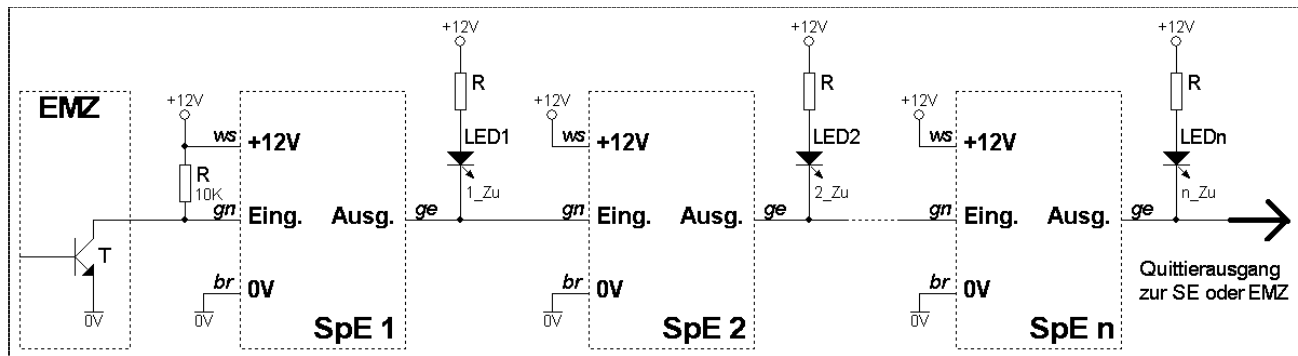 EMZ
T
0V
+12V
R
10K
gn
ws
+12V
Eing.
Ausg.
br
0V
0V
SpE 1
ge
+12V
R
LED1
1_Zu
+12V
ws
+12V
gn
Eing.
Ausg.
br
0V
0V
SpE 2
ge
+12V
R
LED2
2_Zu
+12V
ws
+12V
gn
Eing.
Ausg.
br
0V
0V
SpE n
ge
+12V
R
LEDn
n_Zu
Quittierausgang
zur SE oder EMZ